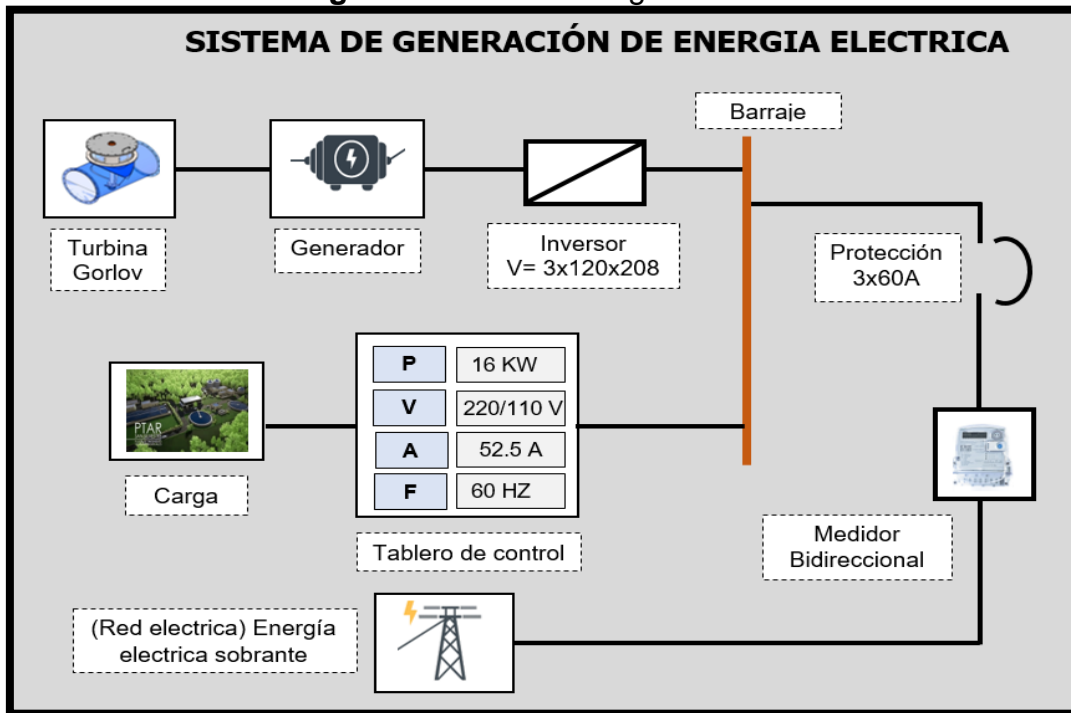 SISTEMA DE GENERACIÓN DE ENERGIA ELECTRICA
Barraje
Turbina
Gorlov
Generador
Inversor
V= 3x120x208
Protección
3x60A
P 16 KW
V 220/110 V
A 52.5 A
F 60 HZ
PTAR
Carga
Tablero de control
Medidor
Bidireccional
(Red electrica) Energía
electrica sobrante